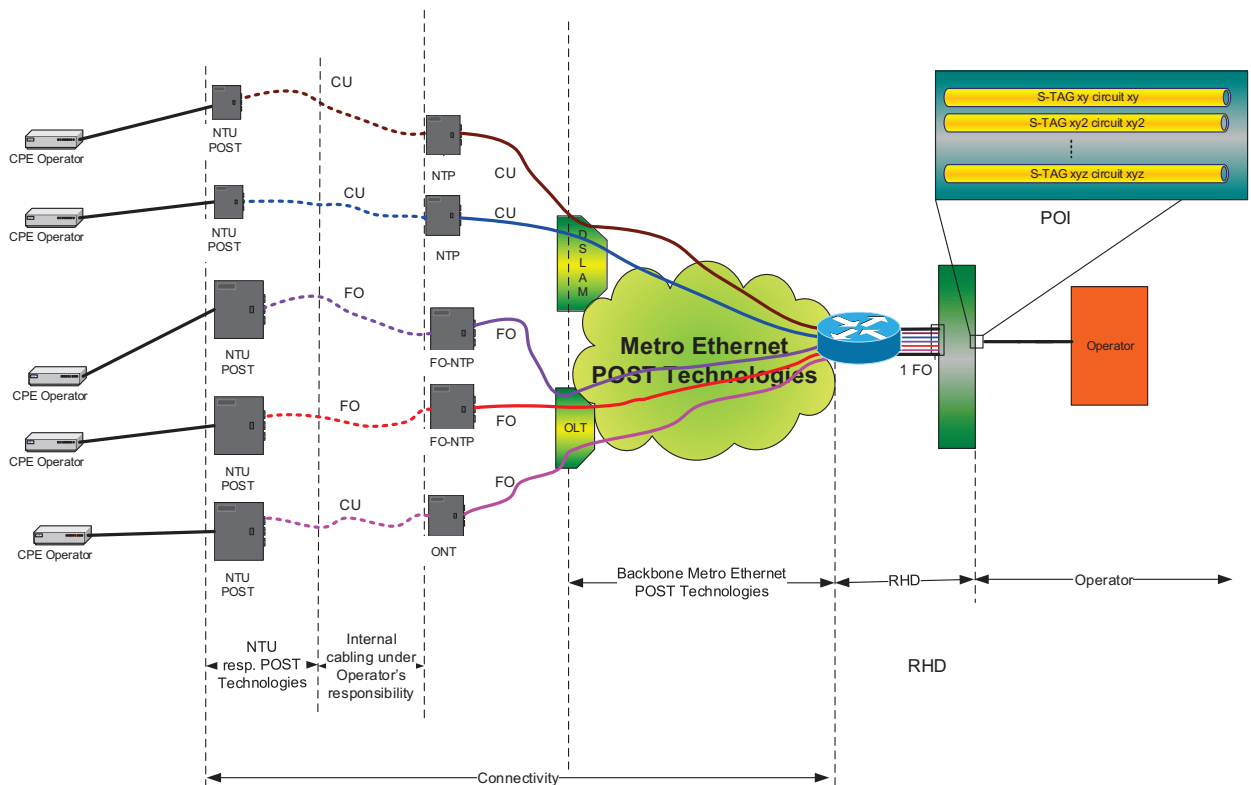 CU
S-TAG xy circuit xy
S-TAG xy2 circuit xy2
S-TAG xyz circuit xyz
POI
NTU
POST
CPE Operator
NTP
CU
CU
CU
NTU
POST
CPE Operator
NTP
DSLAM
FO
NTU
POST
CPE Operator
FO-NTP
FO
Metro Ethernet
POST Technologies
1 FO
Operator
FO
NTU
POST
CPE Operator
FO-NTP
FO
OLT
CU
NTU
POST
CPE Operator
ONT
FO
Backbone Metro Ethernet
POST Technologies
RHD
Operator
NTU
resp. POST
Technologies
Internal
cabling under
Operator's
responsibility
RHD
Connectivity